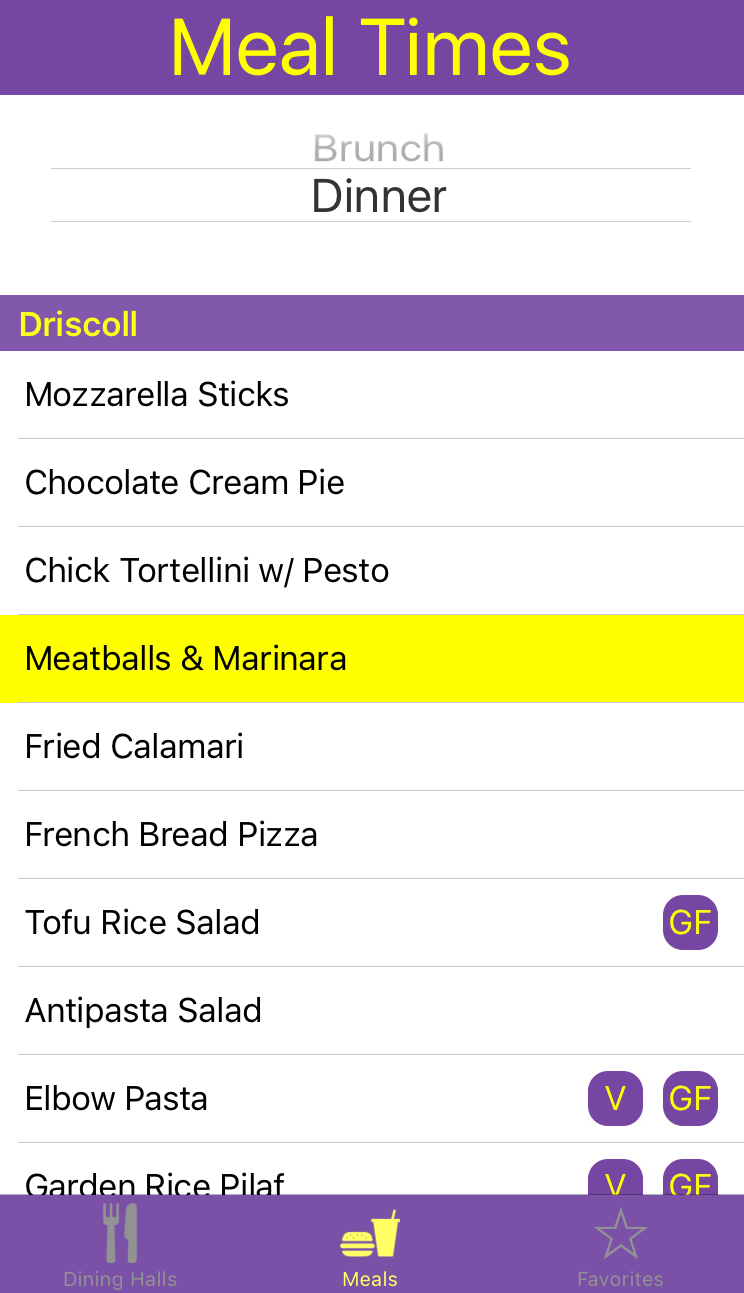 Meal Times
Brunch
Dinner
Driscoll
Mozzarella Sticks
Chocolate Cream Pie
Chick Tortellini w/ Pesto
Meatballs & Marinara
Fried Calamari
French Bread Pizza
Tofu Rice Salad GF
Antipasta Salad
Elbow Pasta V GF
Garden Rice Pilaf V GF
Dining Halls Meals Favorites